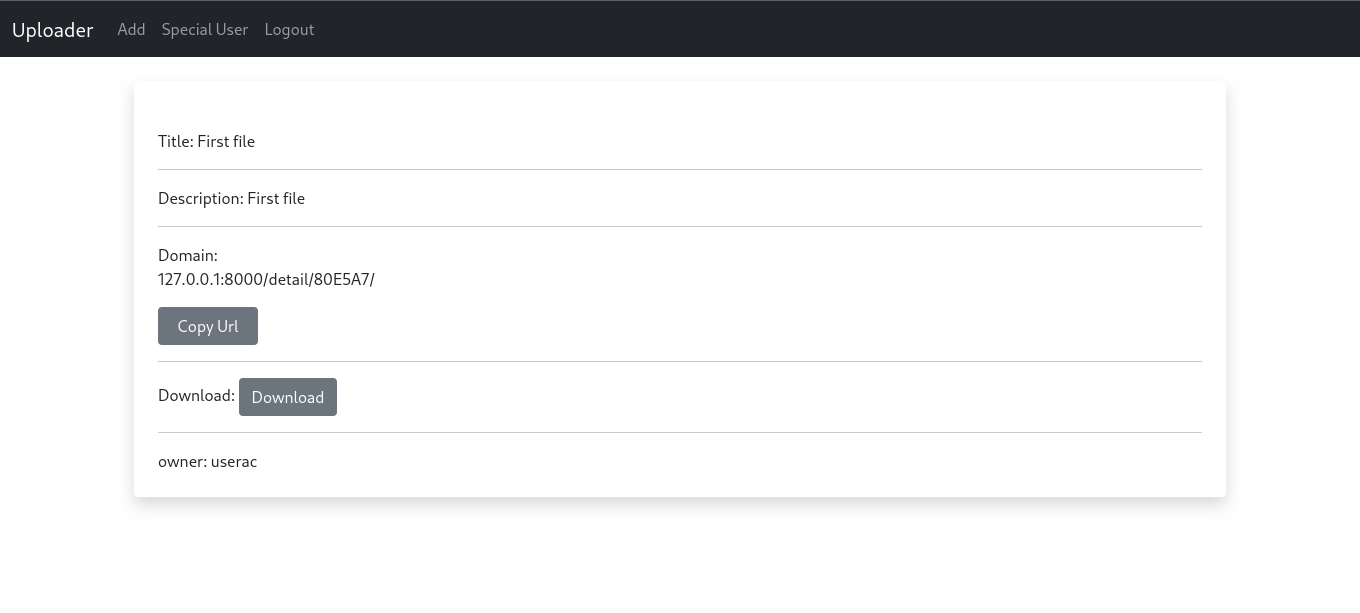 Uploader Add Special User Logout
Title: First file
Description: First file
Domain:
127.0.0.1:8000/detail/80E5A7/
Copy Url
Download: Download
owner: userac